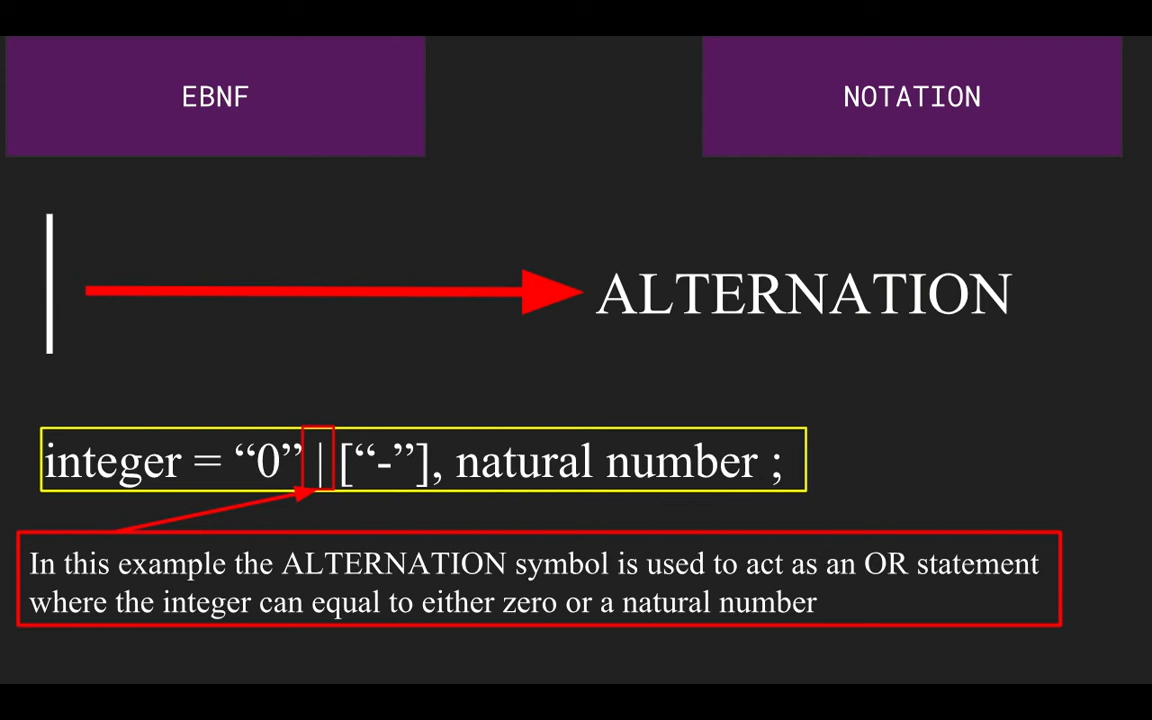 EBNF
NOTATION
| ALTERNATION
integer = “0” | [“-”], natural number ;
In this example the ALTERNATION symbol is used to act as an OR statement
where the integer can equal to either zero or a natural number